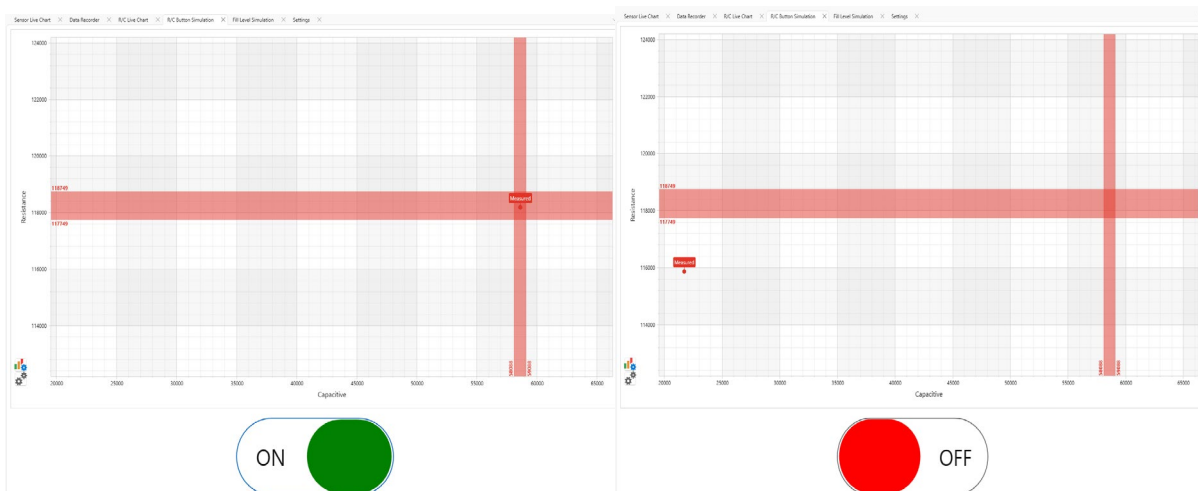 Sensor Live Chart × Data Recorder × R/C Live Chart × R/C Button Simulation × Fill Level Simulation × Settings ×
124000
122000
120000
118749
118000
117749
116000
114000
Resistance
Measured
58068
59068
20000 25000 30000 35000 40000 45000 50000 55000 60000 65000
Capacitive
ON
Sensor Live Chart × Data Recorder × R/C Live Chart × R/C Button Simulation × Fill Level Simulation × Settings ×
124000
122000
120000
118749
118000
117749
116000
114000
Resistance
Measured
20000 25000 30000 35000 40000 45000 50000 55000 60000 65000
Capacitive
OFF